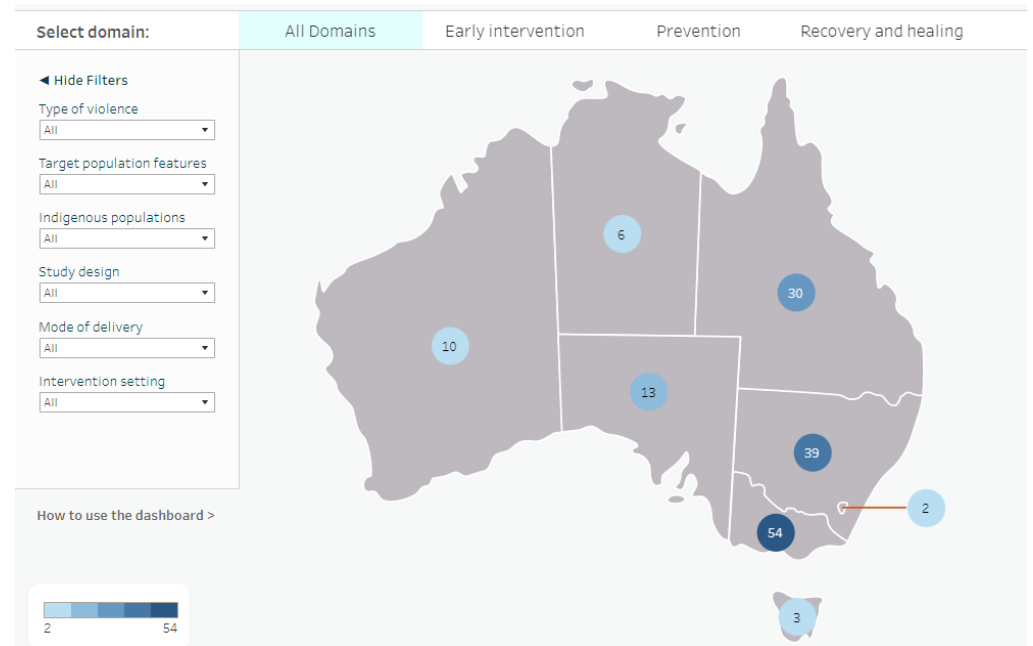 Select domain:
All Domains
Early intervention
Prevention
Recovery and healing
◄ Hide Filters
Type of violence
All
Target population features
All
Indigenous populations
All
Study design
All
Mode of delivery
All
Intervention setting
All
6
30
10
13
39
2
54
3
How to use the dashboard >
2 54